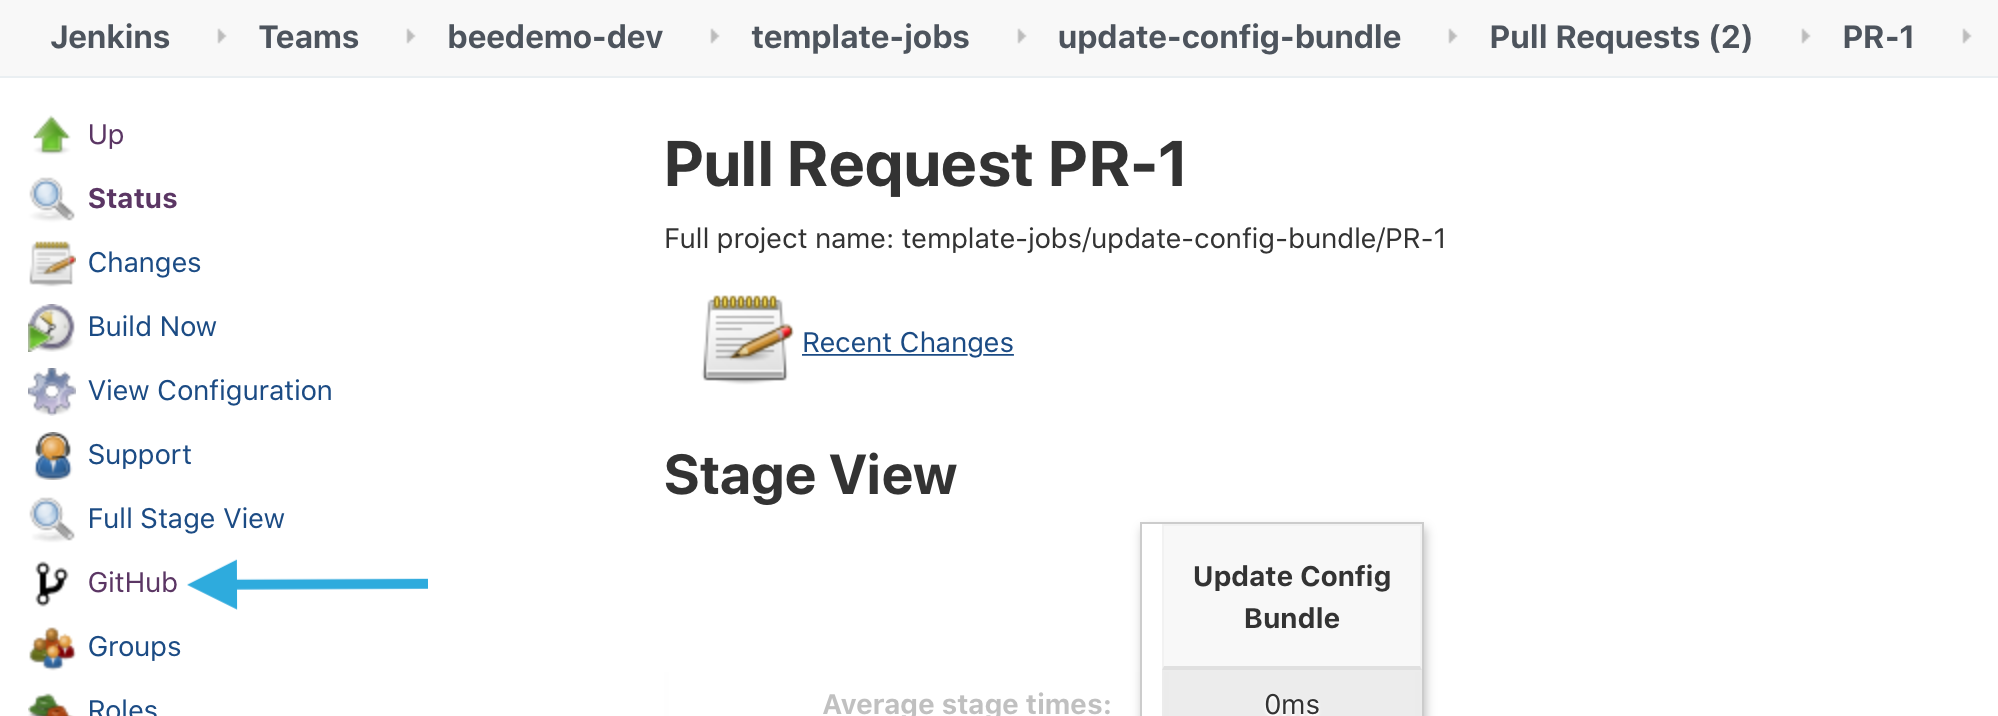 Jenkins Teams beedemo-dev template-jobs update-config-bundle Pull Requests (2) PR-1
Up
Status
Changes
Build Now
View Configuration
Support
Full Stage View
GitHub
Groups
Roles
Pull Request PR-1
Full project name: template-jobs/update-config-bundle/PR-1
Recent Changes
Stage View
Update Config
Bundle
Average stage times:
0ms